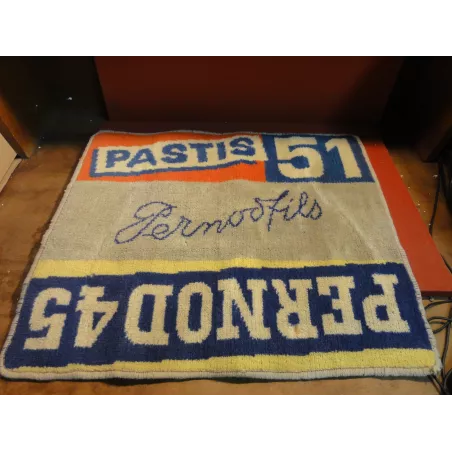 PASTIS 51
Pernod fils
PERNOD 45